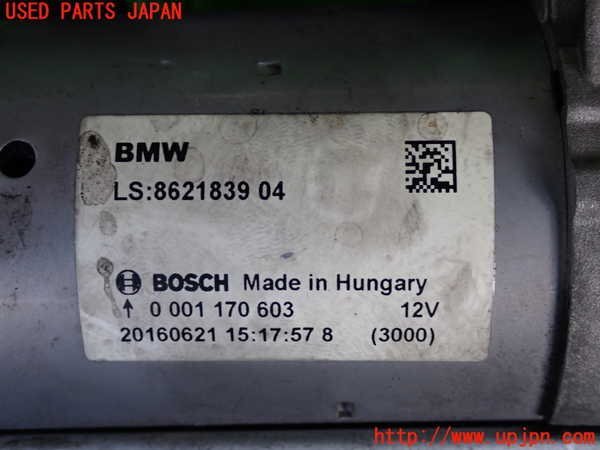 USED PARTS JAPAN
BMW
LS:8621839 04
BOSCH Made in Hungary
↑ 0 001 170 603 12V
20160621 15:17:57 8 (3000)
http://www.upjpn.com